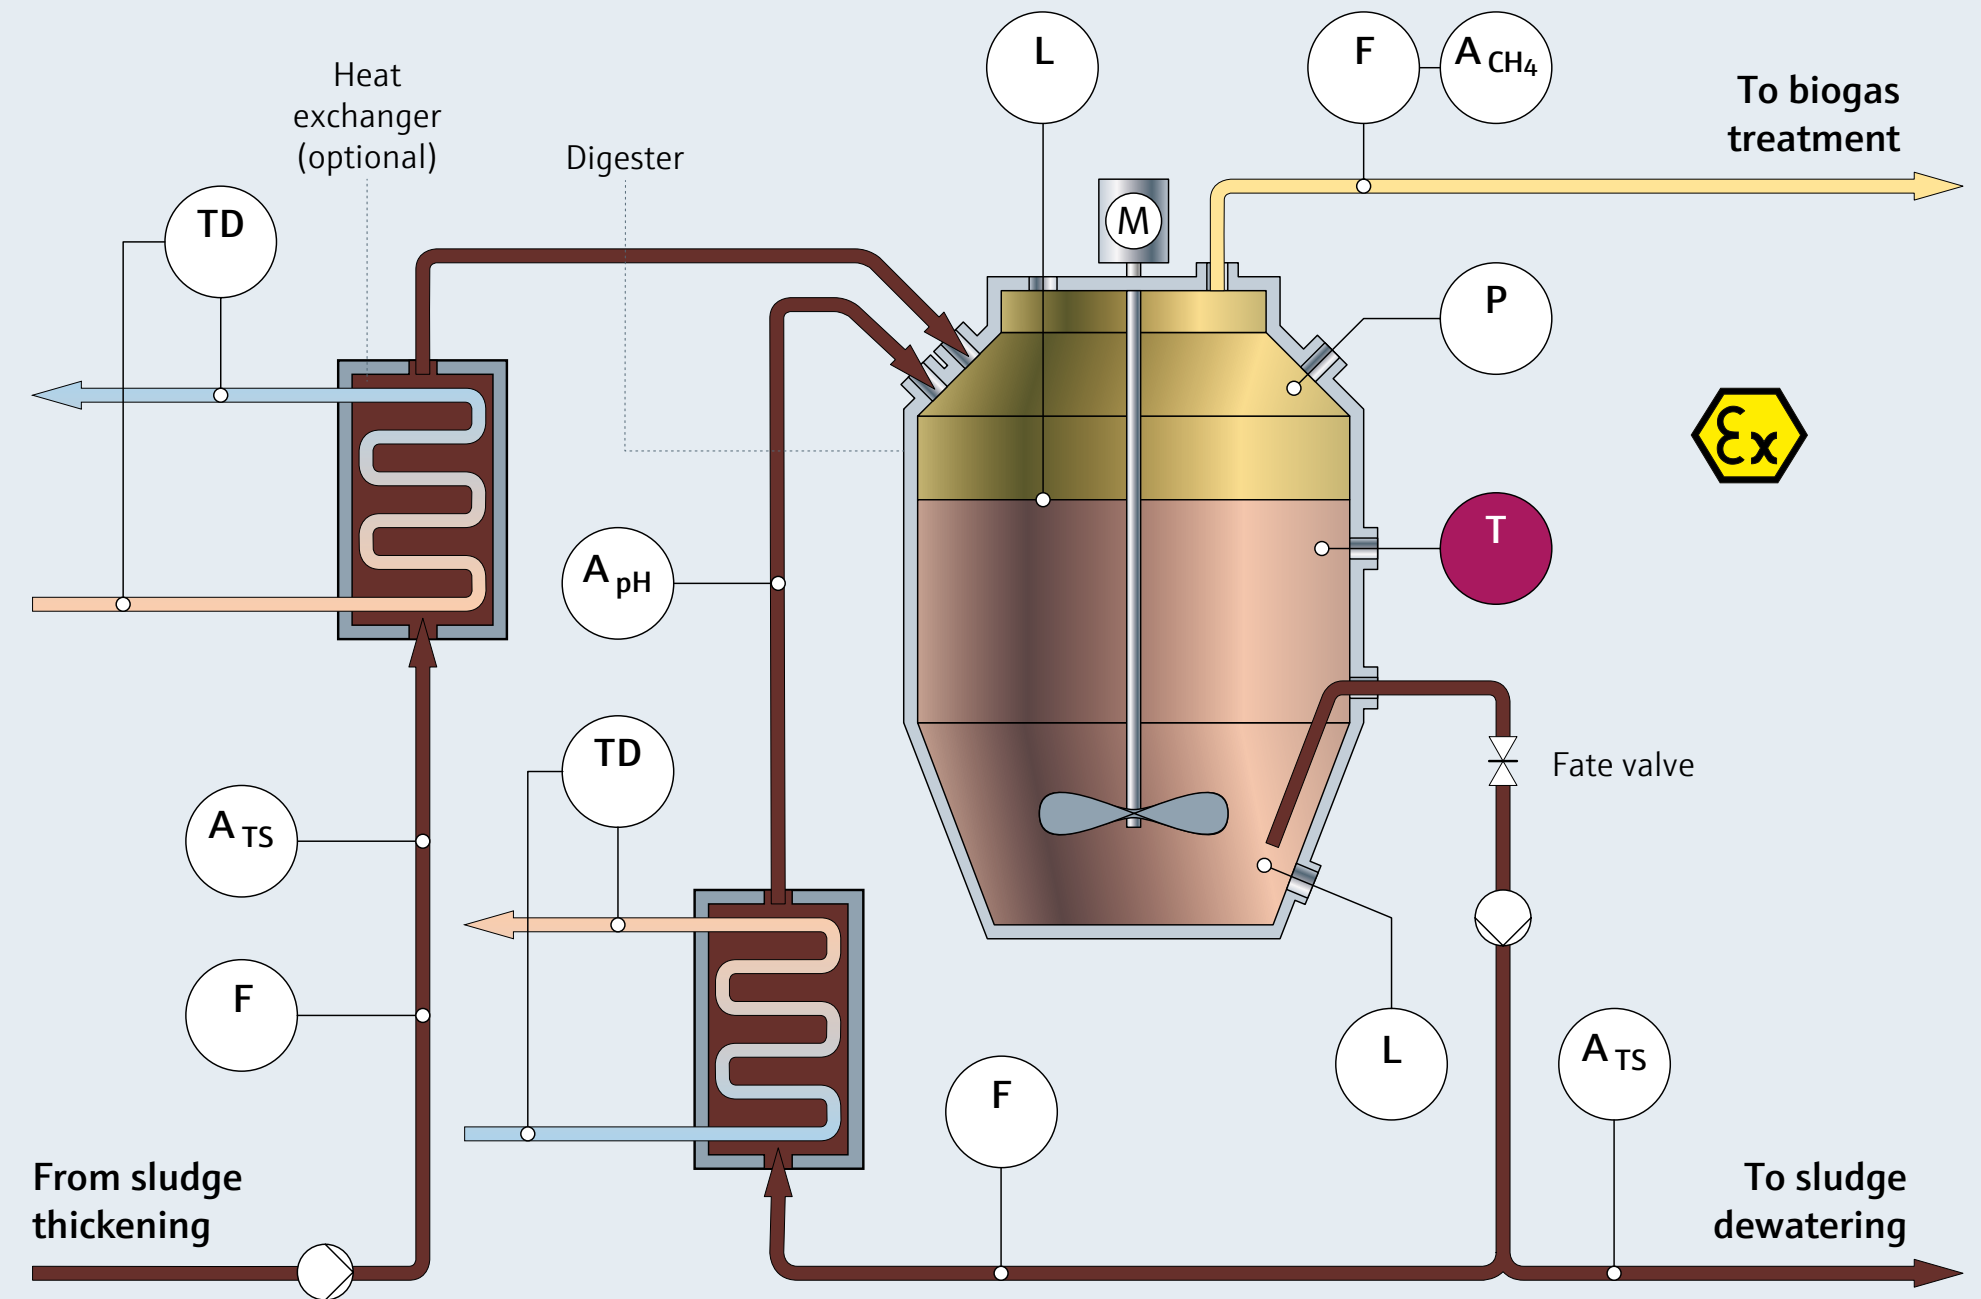 L
F
A CH4
Heat
exchanger
(optional)
To biogas
treatment
Digester
TD
M
P
Ex
T
A pH
TD
Fate valve
A TS
F
L
A TS
F
From sludge
thickening
To sludge
dewatering